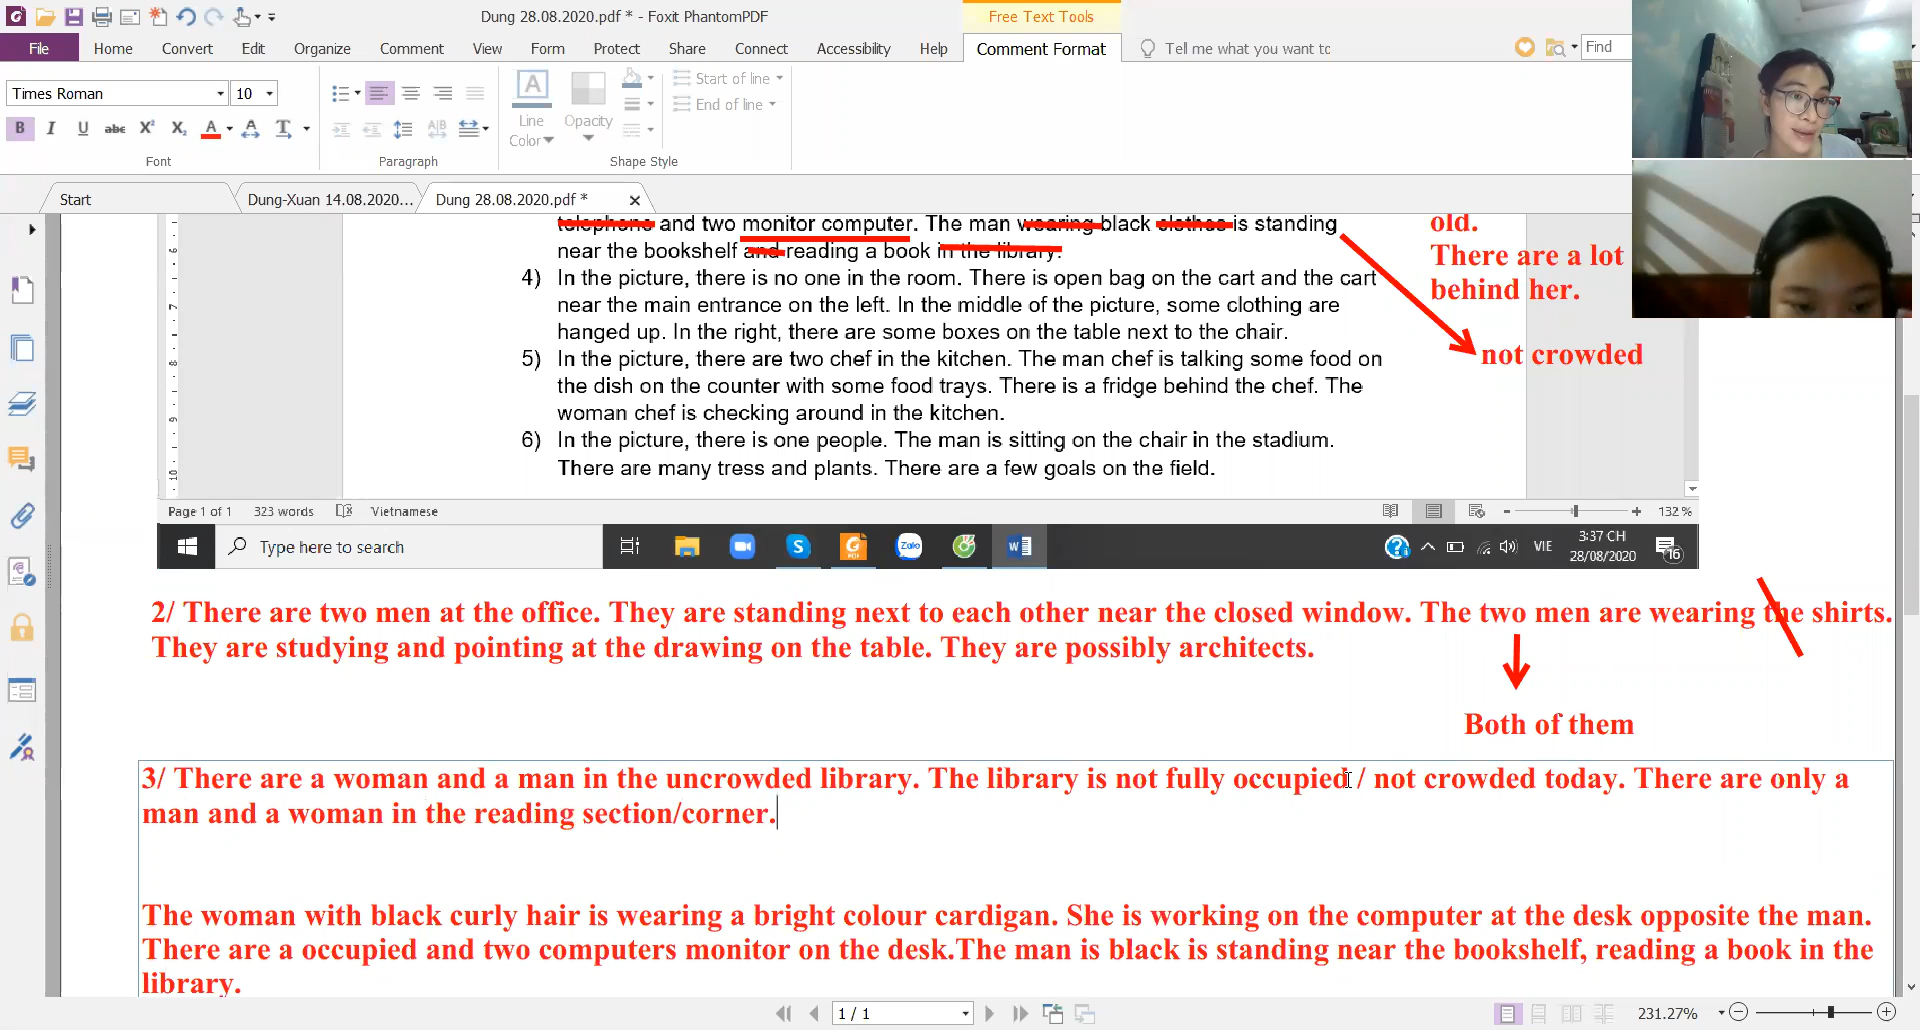 Dung 28.08.2020.pdf * - Foxit PhantomPDF
Free Text Tools
File Home Convert Edit Organize Comment View Form Protect Share Connect Accessibility Help Comment Format Tell me what you want to Find
Times Roman 10
Start of line
End of line
Line Color
Opacity
B I U abc X² X₂ A
Font Paragraph Shape Style
Start Dung-Xuan 14.08.2020... Dung 28.08.2020.pdf *
telephone and two monitor computer. The man wearing black clothes is standing
near the bookshelf and reading a book in the library.
4) In the picture, there is no one in the room. There is open bag on the cart and the cart
near the main entrance on the left. In the middle of the picture, some clothing are
hanged up. In the right, there are some boxes on the table next to the chair.
5) In the picture, there are two chef in the kitchen. The man chef is talking some food on
the dish on the counter with some food trays. There is a fridge behind the chef. The
woman chef is checking around in the kitchen.
6) In the picture, there is one people. The man is sitting on the chair in the stadium.
There are many tress and plants. There are a few goals on the field.
old.
There are a lot
behind her.
not crowded
Page 1 of 1 323 words Vietnamese 132 %
Type here to search
Zalo
VIE
3:37 CH
28/08/2020
16
2/ There are two men at the office. They are standing next to each other near the closed window. The two men are wearing the shirts.
They are studying and pointing at the drawing on the table. They are possibly architects.
Both of them
3/ There are a woman and a man in the uncrowded library. The library is not fully occupied / not crowded today. There are only a
man and a woman in the reading section/corner.
The woman with black curly hair is wearing a bright colour cardigan. She is working on the computer at the desk opposite the man.
There are a occupied and two computers monitor on the desk.The man is black is standing near the bookshelf, reading a book in the
library.
1 / 1
231.27%